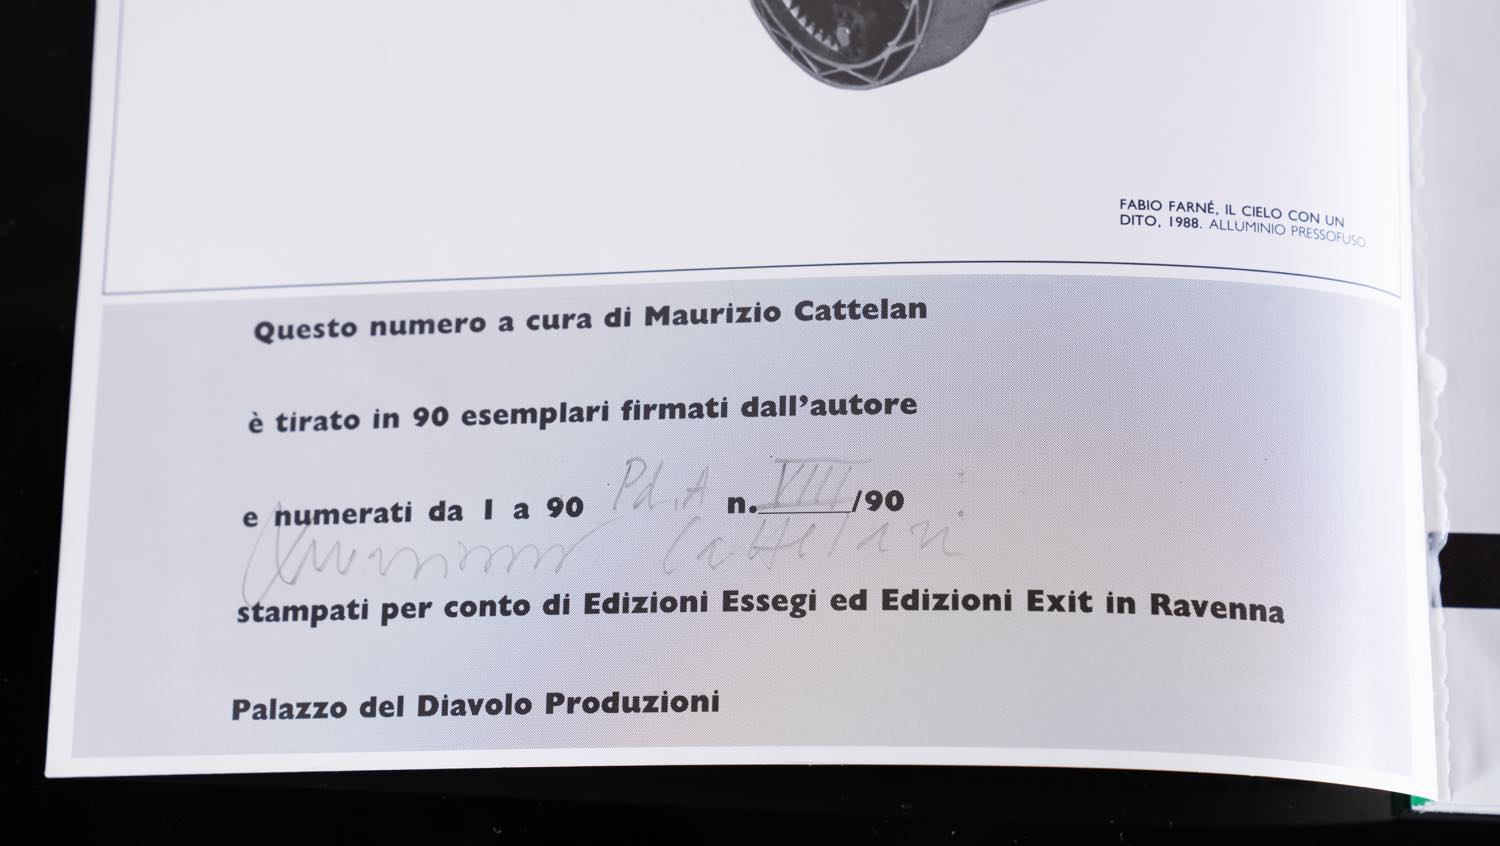 FABIO FARNÉ, IL CIELO CON UN
DITO, 1988. ALLUMINIO PRESSOFUSO
Questo numero a cura di Maurizio Cattelan
è tirato in 90 esemplari firmati dall’autore
e numerati da 1 a 90 Pd.A n. VIII/90
Cattelan
stampati per conto di Edizioni Essegi ed Edizioni Exit in Ravenna
Palazzo del Diavolo Produzioni